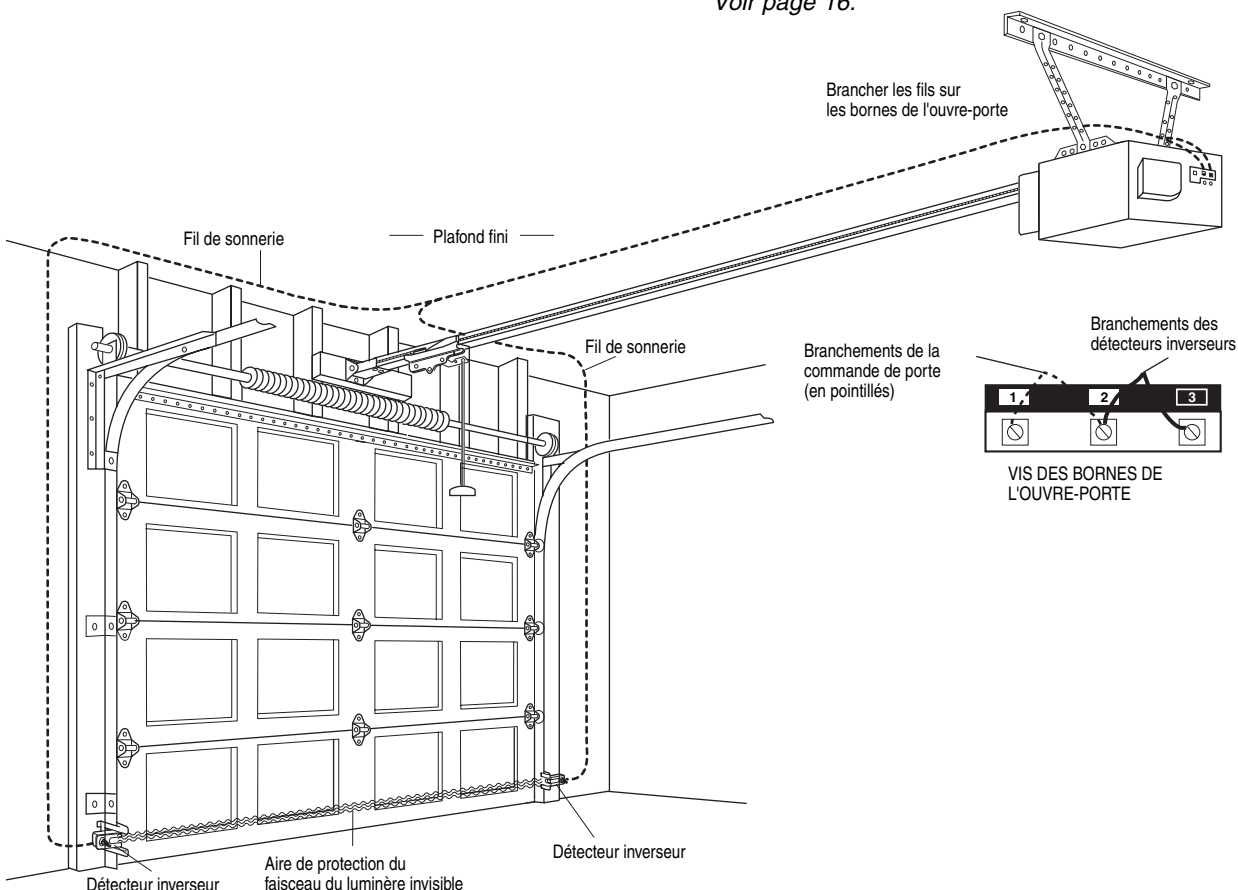 Voir page 16.
Brancher les fils sur
les bornes de l'ouvre-porte
Fil de sonnerie
Plafond fini
Fil de sonnerie
Branchements des
détecteurs inverseurs
Branchements de la
commande de porte
(en pointillés)
1
2
3
VIS DES BORNES DE
L'OUVRE-PORTE
Détecteur inverseur
Aire de protection du
faisceau du luminère invisible
Détecteur inverseur